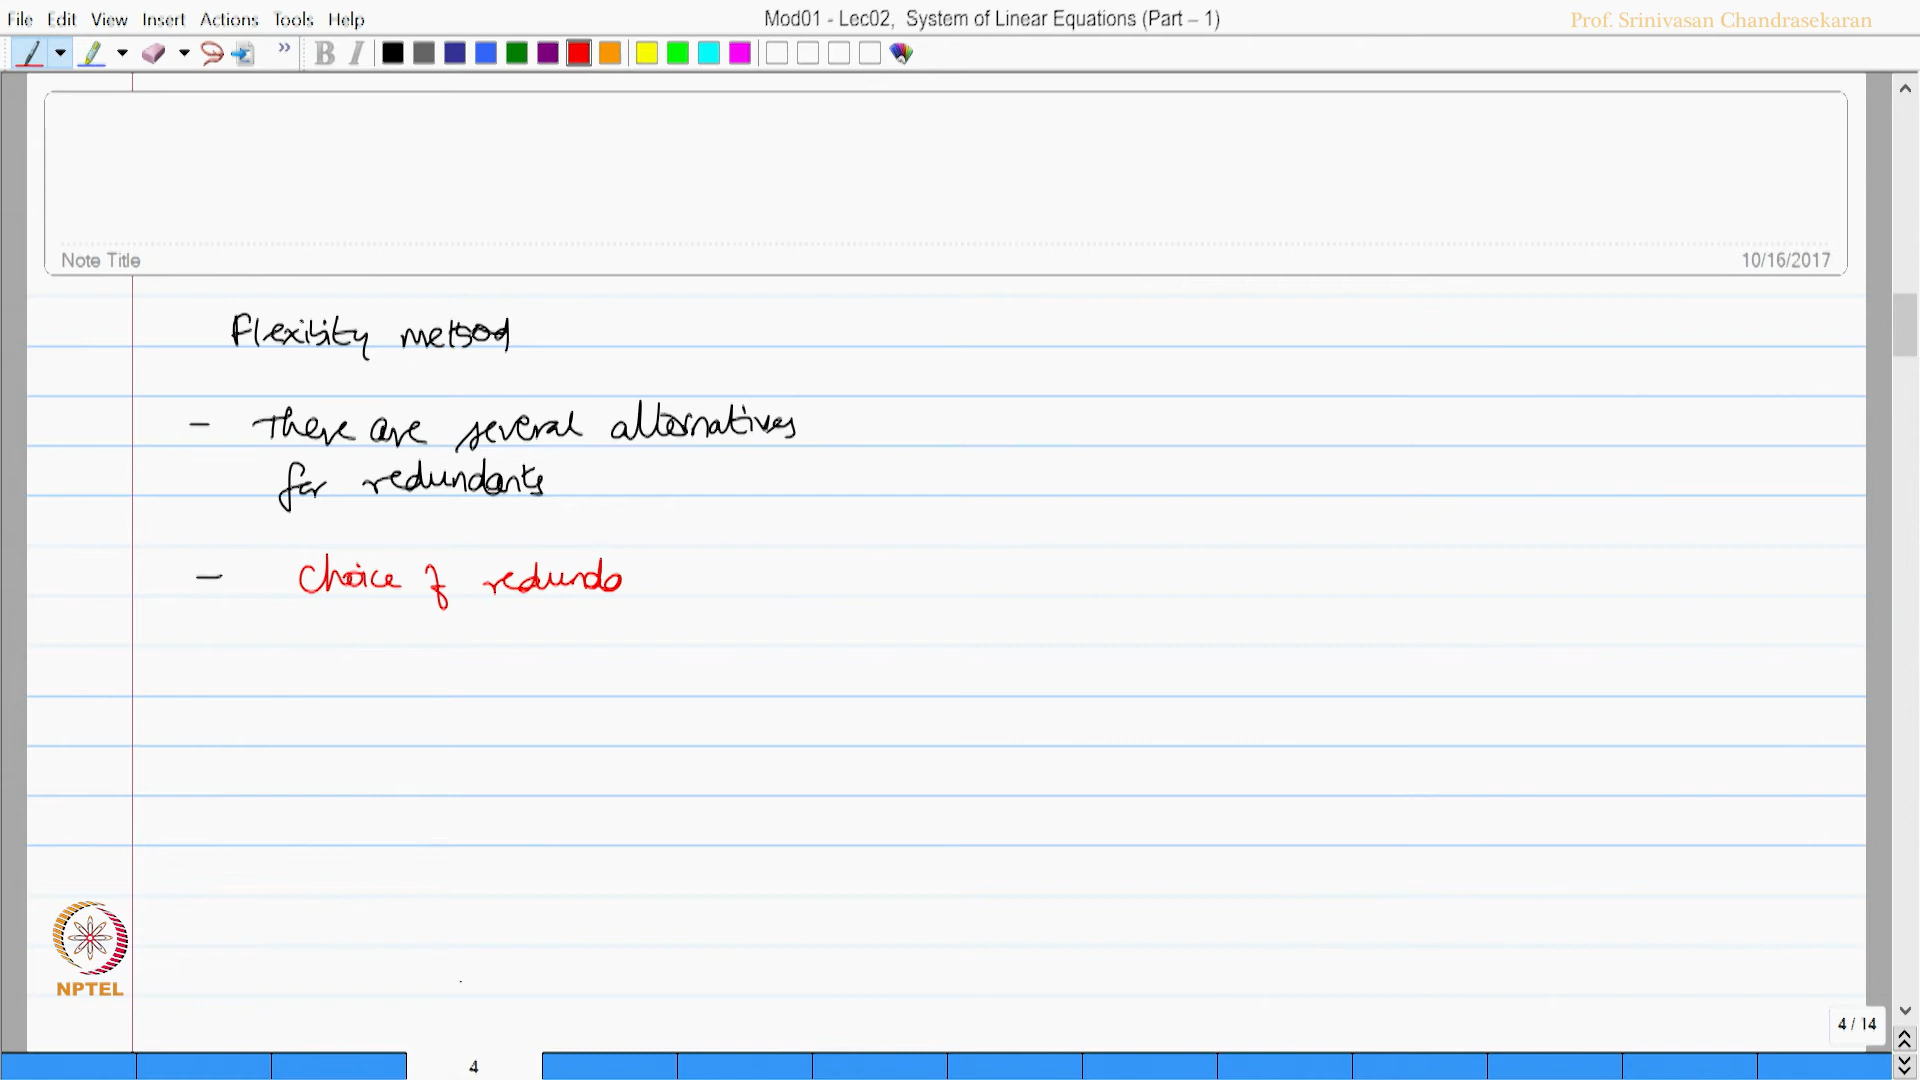 File Edit View Insert Actions Tools Help
Mod01 - Lec02, System of Linear Equations (Part – 1)
Prof. Srinivasan Chandrasekaran
B I
Note Title
10/16/2017
Flexibility method
- There are several alternatives
for redundants
- Choice of redunda
NPTEL
4 / 14
4